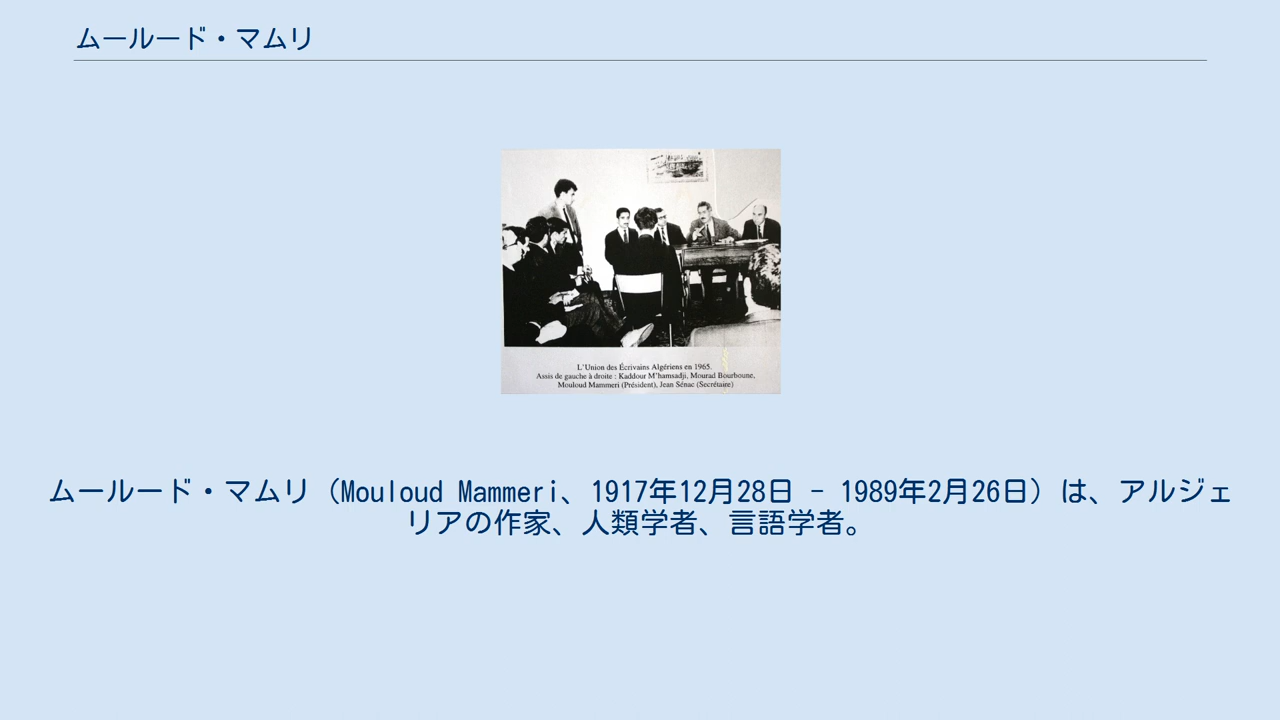 ムールード・マムリ
L'Union des Écrivains Algériens en 1965.
Assis de gauche à droite : Kaddour M'hamsadji, Mourad Bourboune,
Mouloud Mammeri (Président), Jean Sénac (Secrétaire)
ムールード・マムリ（Mouloud Mammeri、1917年12月28日 - 1989年2月26日）は、アルジェ
リアの作家、人類学者、言語学者。